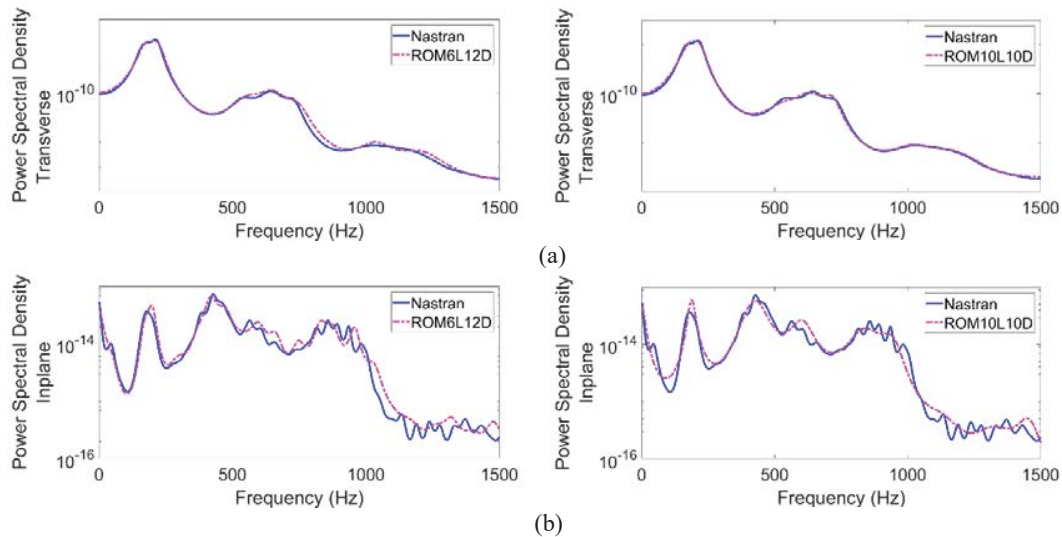 Power Spectral Density
Transverse
10-10
Nastran
ROM6L12D
0 500 1000 1500
Frequency (Hz)
Power Spectral Density
Transverse
10-10
Nastran
ROM10L10D
0 500 1000 1500
Frequency (Hz)
(a)
Power Spectral Density
Inplane
10-14
10-16
Nastran
ROM6L12D
0 500 1000 1500
Frequency (Hz)
Power Spectral Density
Inplane
10-14
10-16
Nastran
ROM10L10D
0 500 1000 1500
Frequency (Hz)
(b)